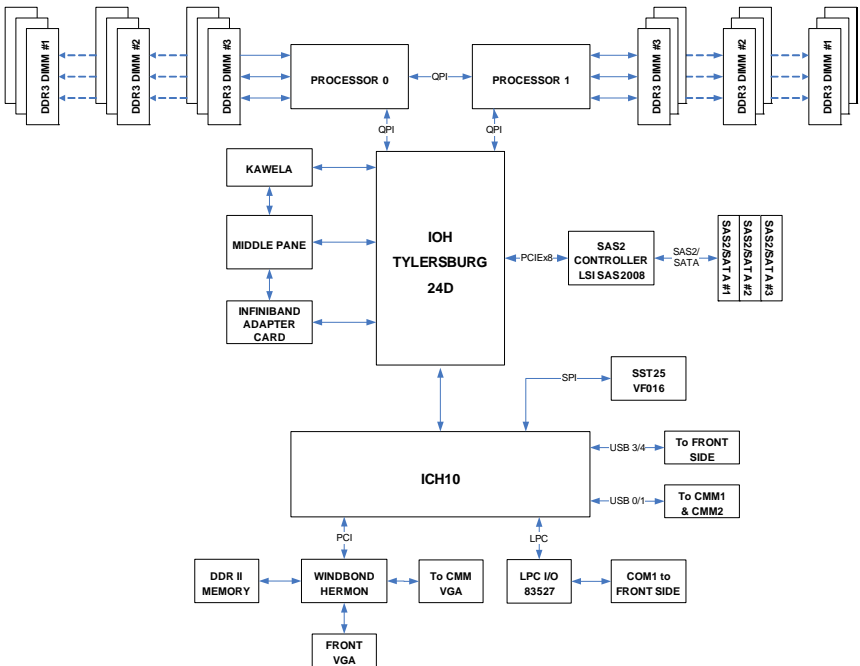 DDR3 DIMM #1
DDR3 DIMM #2
DDR3 DIMM #3
PROCESSOR 0
QPI
PROCESSOR 1
DDR3 DIMM #3
DDR3 DIMM #2
DDR3 DIMM #1
QPI
QPI
KAWELA
MIDDLE PANE
INFINIBAND
ADAPTER
CARD
IOH
TYLERSBURG
24D
PCIEx8
SAS2
CONTROLLER
LSI SAS2008
SAS2/
SATA
SAS2/SATA #1
SAS2/SATA #2
SAS2/SATA #3
SPI
SST25
VF016
ICH10
USB 3/4
To FRONT
SIDE
USB 0/1
To CMM1
& CMM2
PCI
LPC
DDR II
MEMORY
WINDBOND
HERMON
To CMM
VGA
LPC I/O
83527
COM1 to
FRONT SIDE
FRONT
VGA